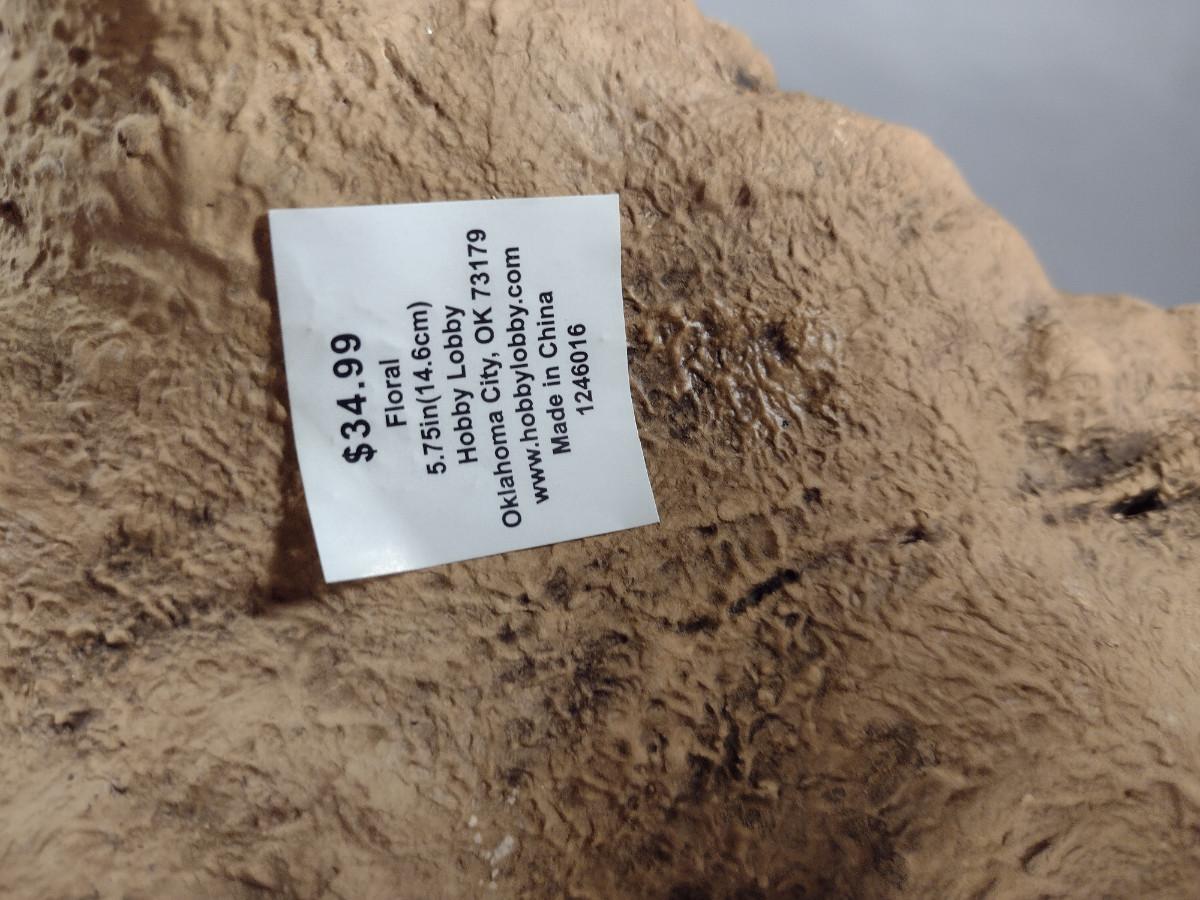 $34.99
Floral
5.75in(14.6cm)
Hobby Lobby
Oklahoma City, OK 73179
www.hobbylobby.com
Made in China
1246016